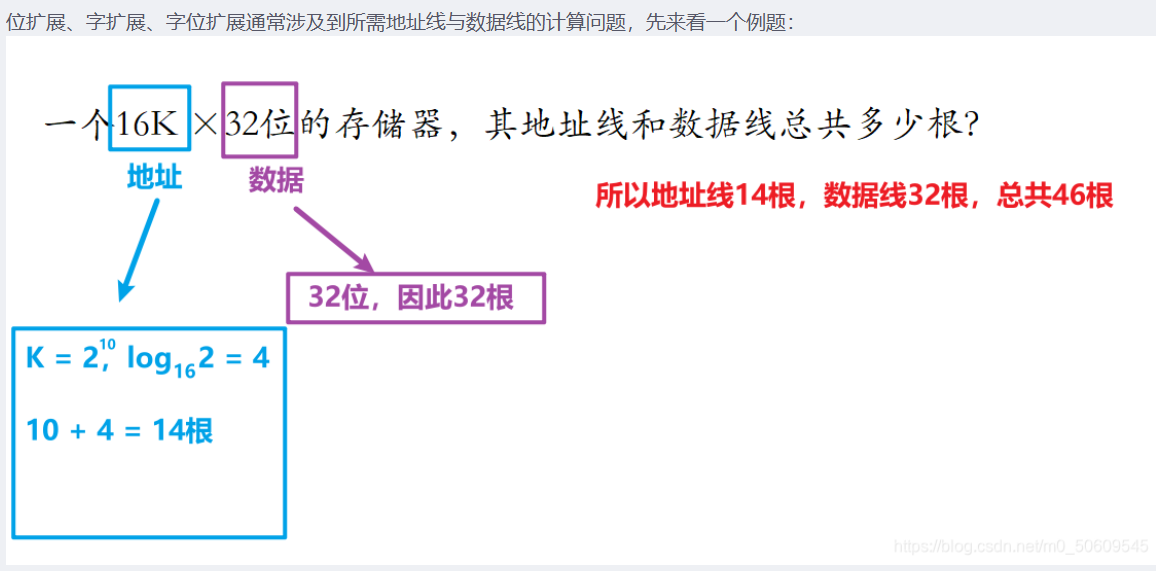 位扩展、字扩展、字位扩展通常涉及到所需地址线与数据线的计算问题，先来看一个例题：
一个16K×32位的存储器，其地址线和数据线总共多少根？
地址
数据
所以地址线14根，数据线32根，总共46根
32位，因此32根
K = 2¹⁰，log₁₆2 = 4
10 + 4 = 14根
https://blog.csdn.net/m0_50609545